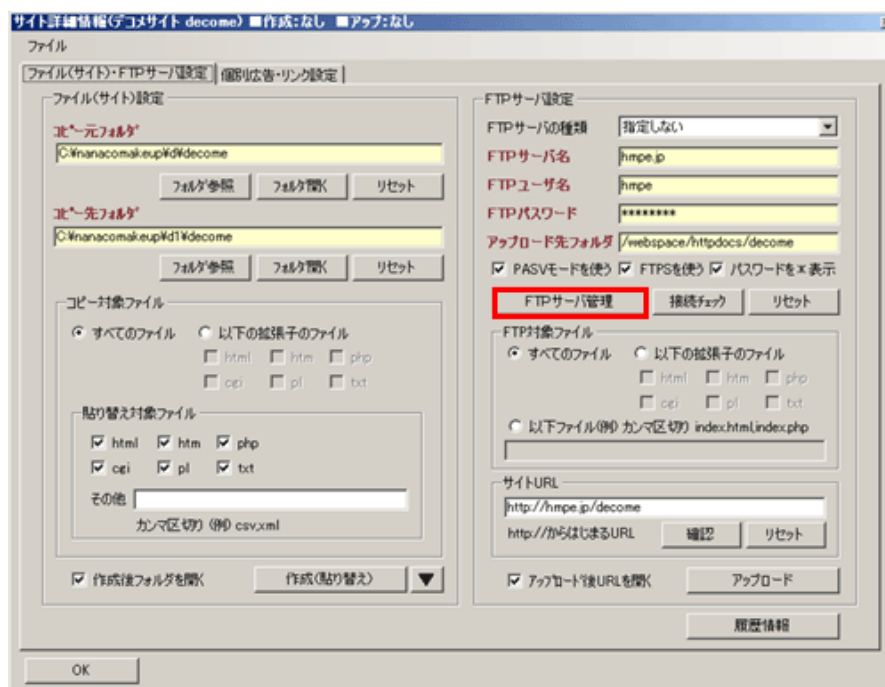 サイト詳細情報(デコメサイト decome) ■作成:なし ■アップ:なし
ファイル
ファイル(サイト)・FTPサーバ設定 個別広告・リンク設定
ファイル(サイト)設定
コピー元フォルダ
C:¥nanacomakeup¥d¥decome
フォルダ参照 フォルダ開く リセット
コピー先フォルダ
C:¥nanacomakeup¥d1¥decome
フォルダ参照 フォルダ開く リセット
コピー対象ファイル
すべてのファイル 以下の拡張子のファイル
html htm php
cgi pl txt
貼り替え対象ファイル
html htm php
cgi pl txt
その他
カンマ区切り (例) csv,xml
作成後フォルダを開く 作成(貼り替え) ▼
FTPサーバ設定
FTPサーバの種類 指定しない
FTPサーバ名 hmpe.jp
FTPユーザ名 hmpe
FTPパスワード ********
アップロード先フォルダ /webspace/httpdocs/decome
PASVモードを使う FTPSを使う パスワードを*表示
FTPサーバ管理 接続チェック リセット
FTP対象ファイル
すべてのファイル 以下の拡張子のファイル
html htm php
cgi pl txt
以下ファイル(例) カンマ区切り index.html,index.php
サイトURL
http://hmpe.jp/decome
http://からはじまるURL 確認 リセット
アップロード後URLを開く アップロード
履歴情報
OK